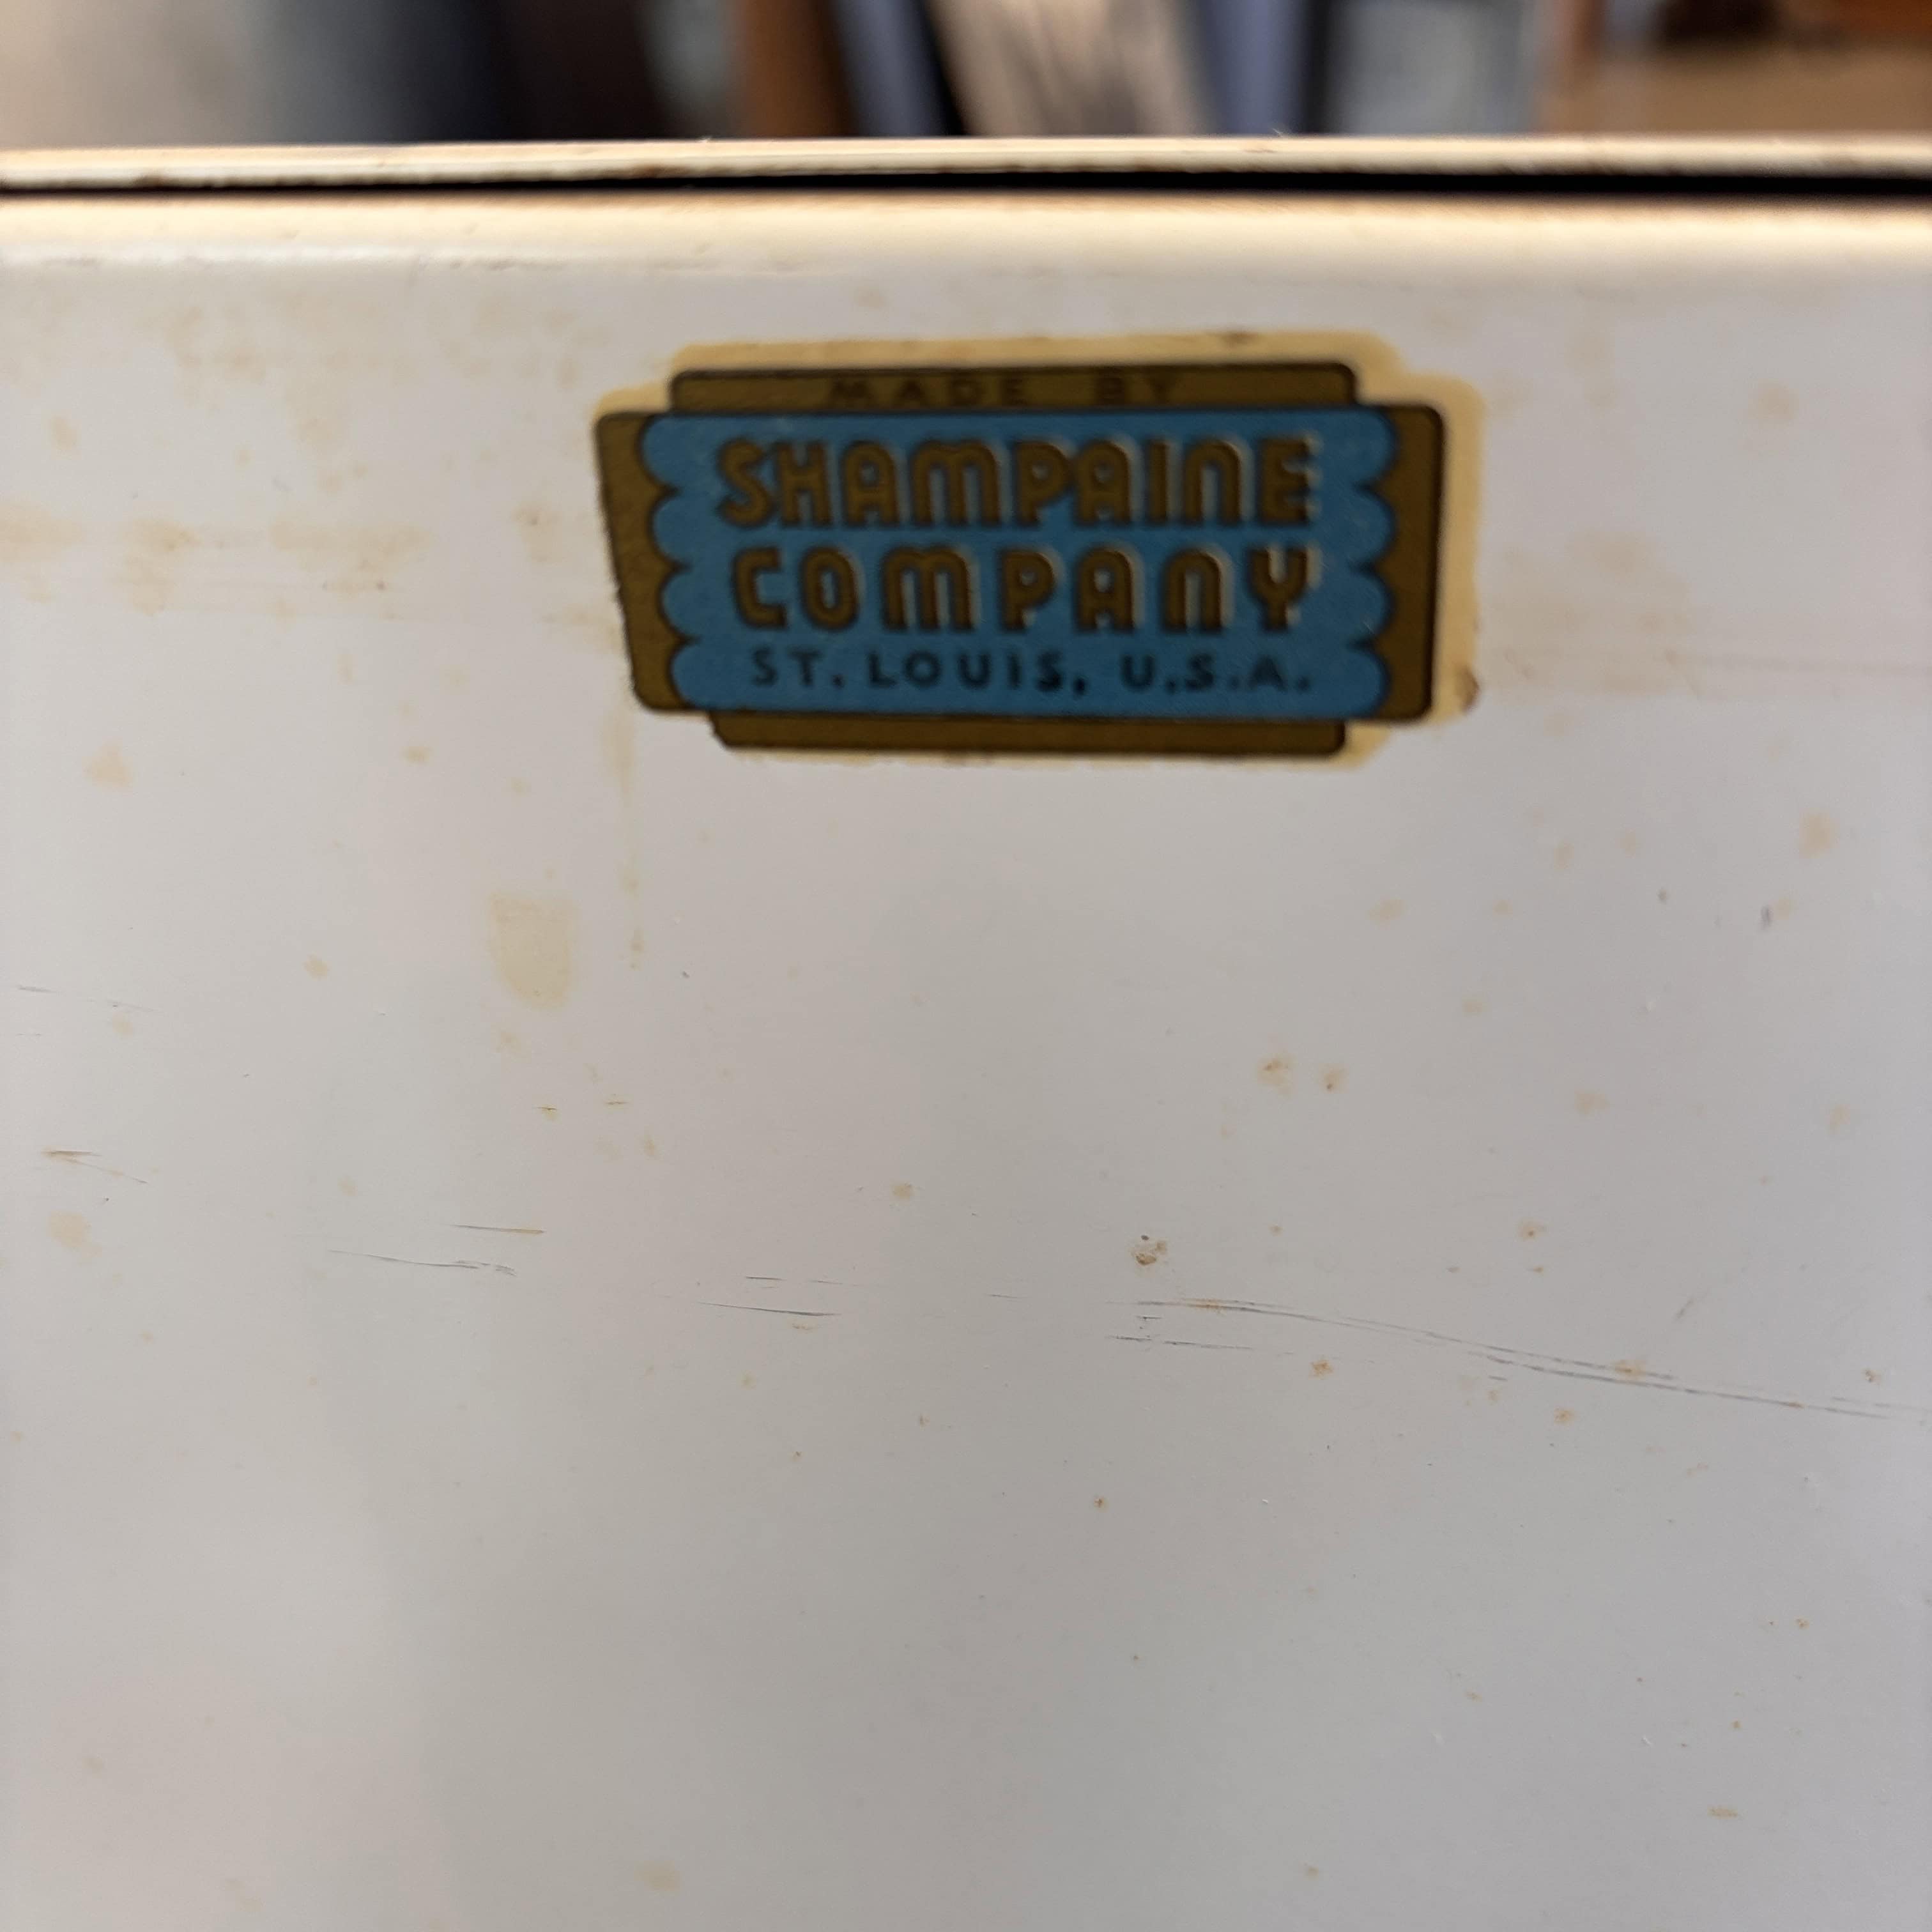 MADE BY
SHAMPAINE
COMPANY
ST. LOUIS, U.S.A.